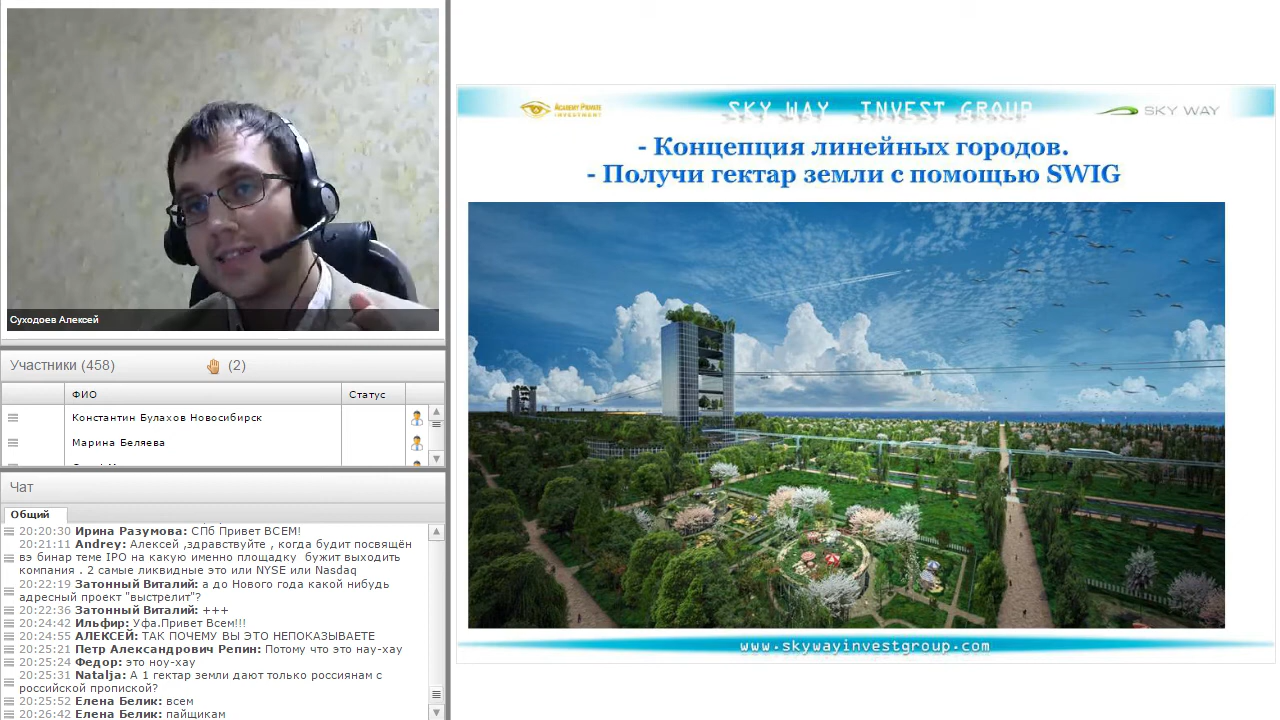 Суходоев Алексей
Участники (458)
(2)
ФИО
Статус
Константин Булахов Новосибирск
Марина Беляева
Чат
Общий
20:20:30 Ирина Разумова: СПб Привет ВСЕМ!
20:21:11 Andrey: Алексей ,здравствуйте , когда будит посвящён
вэ бинар теме IPO на какую именно площадку бужит выходить
компания . 2 самые ликвидные это или NYSE или Nasdaq
20:22:19 Затонный Виталий: а до Нового года какой нибудь
адресный проект "выстрелит"?
20:22:36 Затонный Виталий: +++
20:24:42 Ильфир: Уфа.Привет Всем!!!
20:24:55 АЛЕКСЕЙ: ТАК ПОЧЕМУ ВЫ ЭТО НЕПОКАЗЫВАЕТЕ
20:25:21 Петр Александрович Репин: Потому что это нау-хау
20:25:24 Федор: это ноу-хау
20:25:31 Natalja: А 1 гектар земли дают только россиянам с
российской пропиской?
20:25:52 Елена Белик: всем
20:26:42 Елена Белик: пайщикам
ACADEMY PRIVATE
INVESTMENT
SKY WAY INVEST GROUP
SKY WAY
- Концепция линейных городов.
- Получи гектар земли с помощью SWIG
www.skywayinvestgroup.com